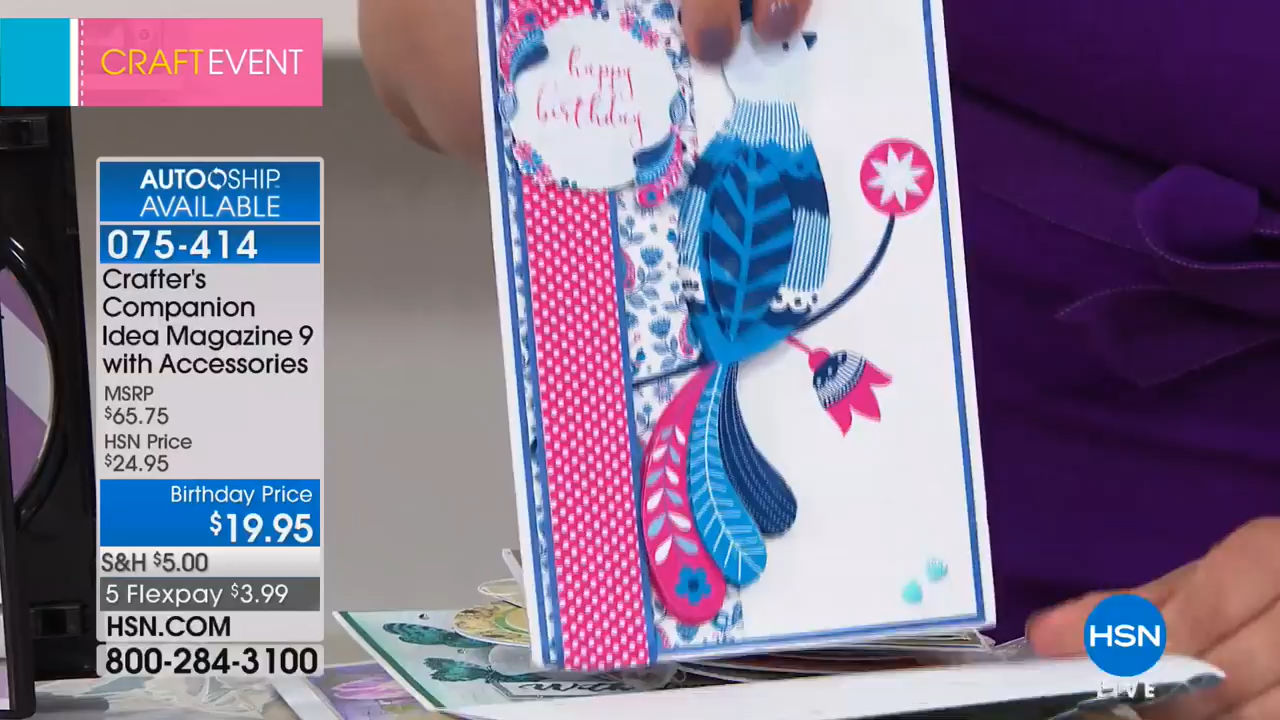 CRAFT EVENT
AUTOSHIP
AVAILABLE
075-414
Crafter's
Companion
Idea Magazine 9
with Accessories
MSRP
$65.75
HSN Price
$24.95
Birthday Price
$19.95
S&H $5.00
5 Flexpay $3.99
HSN.COM
800-284-3100
happy
birthday
HSN
LIVE